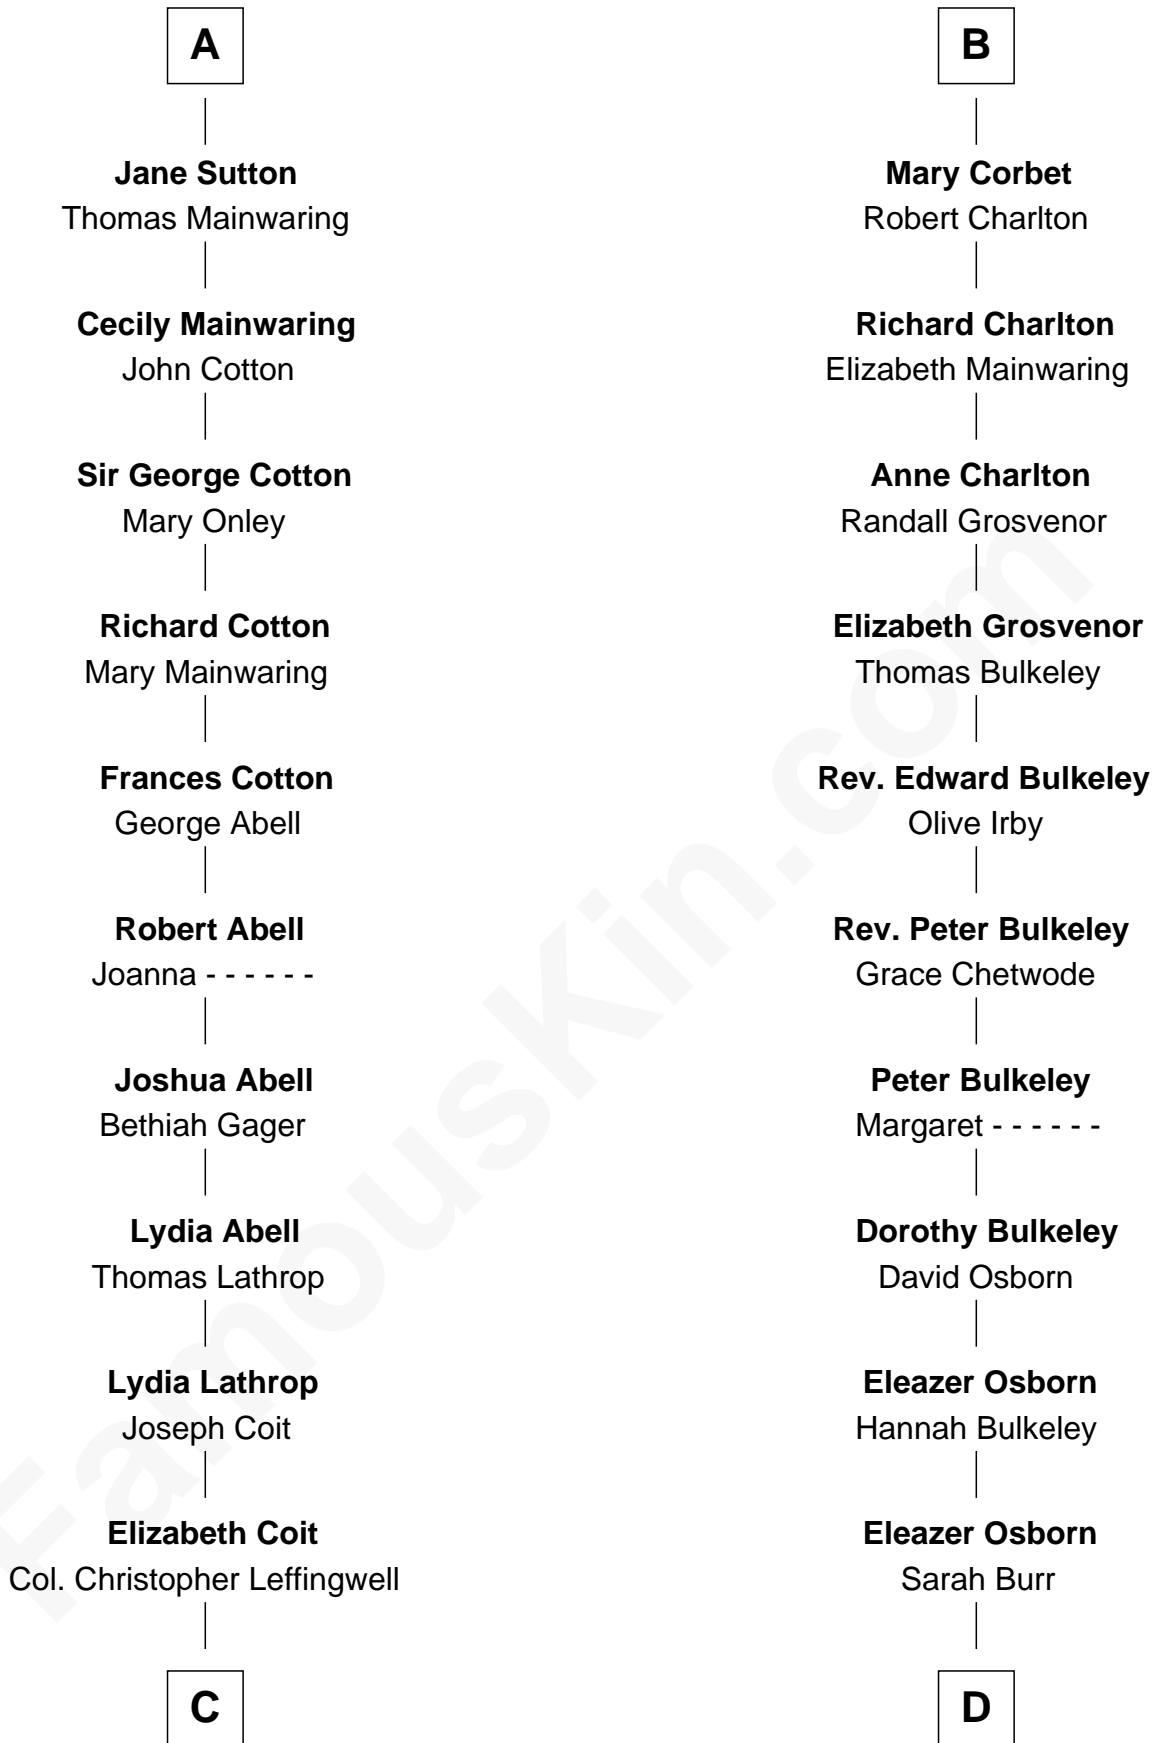 A
Jane Sutton
Thomas Mainwaring
Cecily Mainwaring
John Cotton
Sir George Cotton
Mary Onley
Richard Cotton
Mary Mainwaring
Frances Cotton
George Abell
Robert Abell
Joanna - - - - - -
Joshua Abell
Bethiah Gager
Lydia Abell
Thomas Lathrop
Lydia Lathrop
Joseph Coit
Elizabeth Coit
Col. Christopher Leffingwell
C
B
Mary Corbet
Robert Charlton
Richard Charlton
Elizabeth Mainwaring
Anne Charlton
Randall Grosvenor
Elizabeth Grosvenor
Thomas Bulkeley
Rev. Edward Bulkeley
Olive Irby
Rev. Peter Bulkeley
Grace Chetwode
Peter Bulkeley
Margaret - - - - - -
Dorothy Bulkeley
David Osborn
Eleazer Osborn
Hannah Bulkeley
Eleazer Osborn
Sarah Burr
D
FamousKin.com